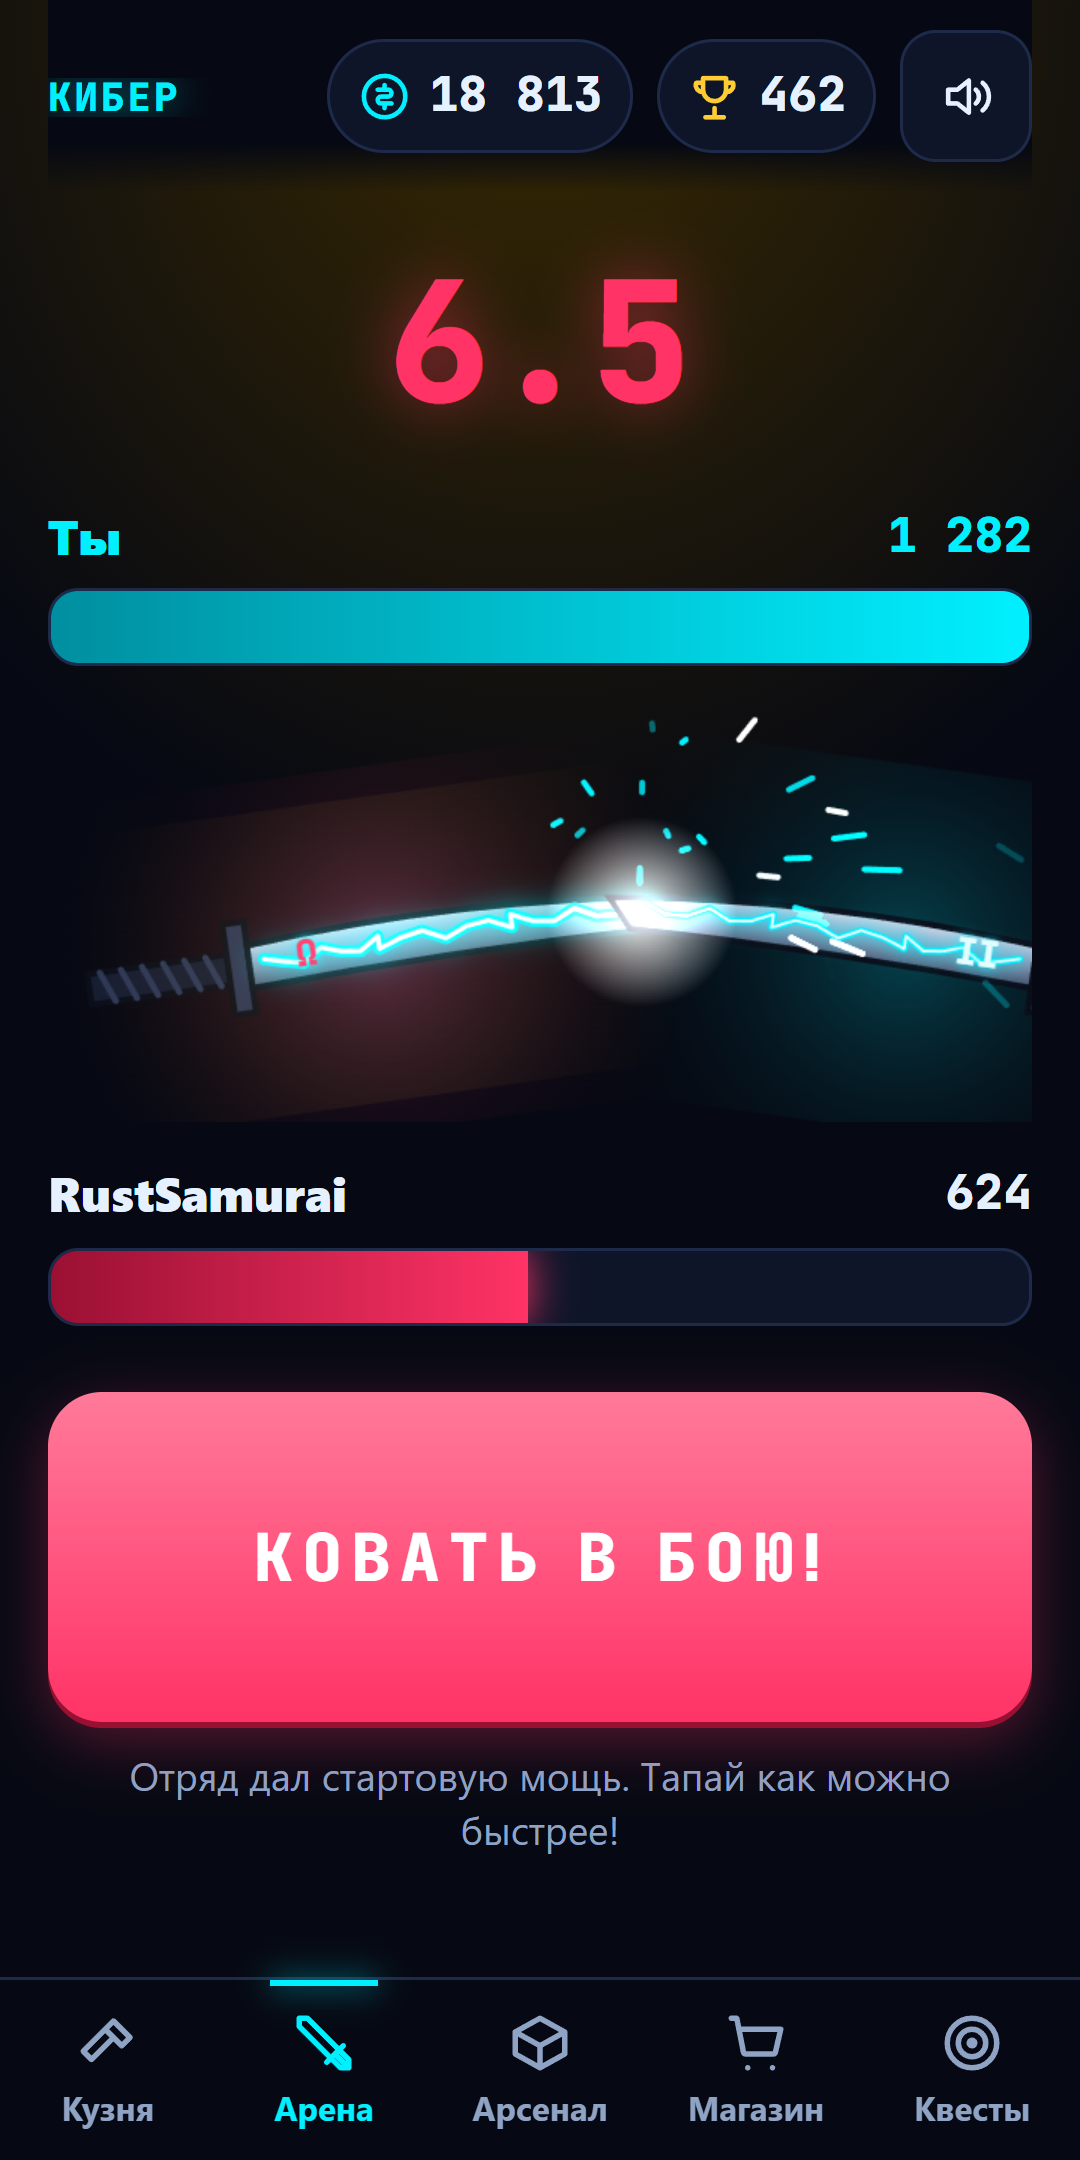 КИБЕР
18 813
462
6.5
Ты
1 282
Ω
II
RustSamurai
624
КОВАТЬ В БОЮ!
Отряд дал стартовую мощь. Тапай как можно
быстрее!
Кузня
Арена
Арсенал
Магазин
Квесты